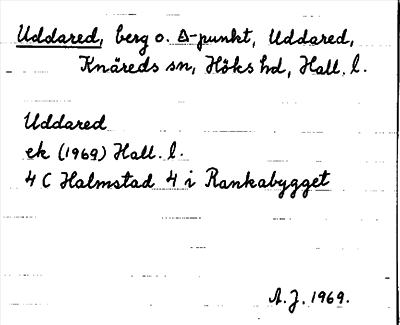 Uddared, berg o. Δ-punkt, Uddared,
Knäreds sn, Höks hd, Hall. l.
Uddared
ek (1969) Hall. l.
4 C Halmstad 4 i Rankabygget
A.J. 1969.